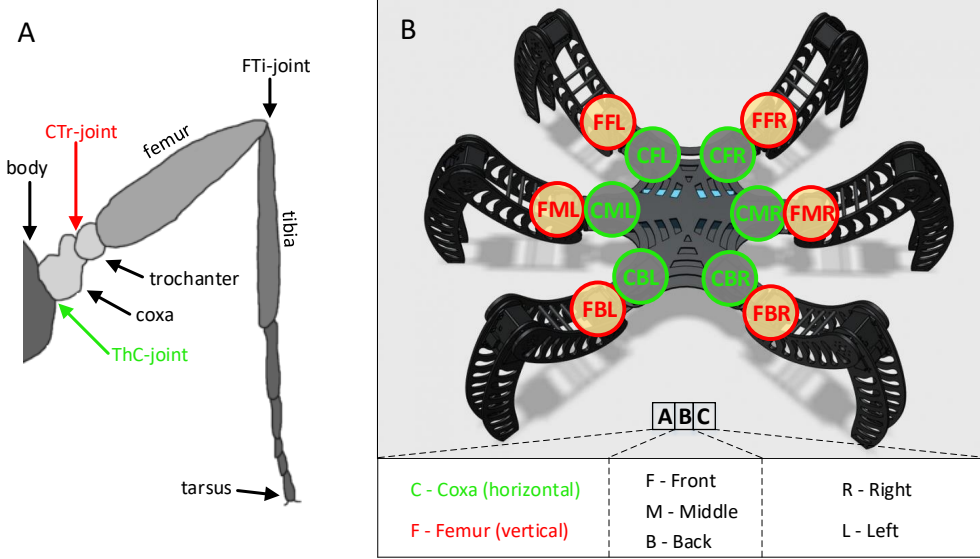 A
FTi-joint
CTr-joint
femur
body
tibia
trochanter
coxa
ThC-joint
tarsus
B
FFL
FFR
CFL
CFR
FML
CML
CMR
FMR
CBL
CBR
FBL
FBR
A B C
C - Coxa (horizontal)
F - Femur (vertical)
F - Front
M - Middle
B - Back
R - Right
L - Left